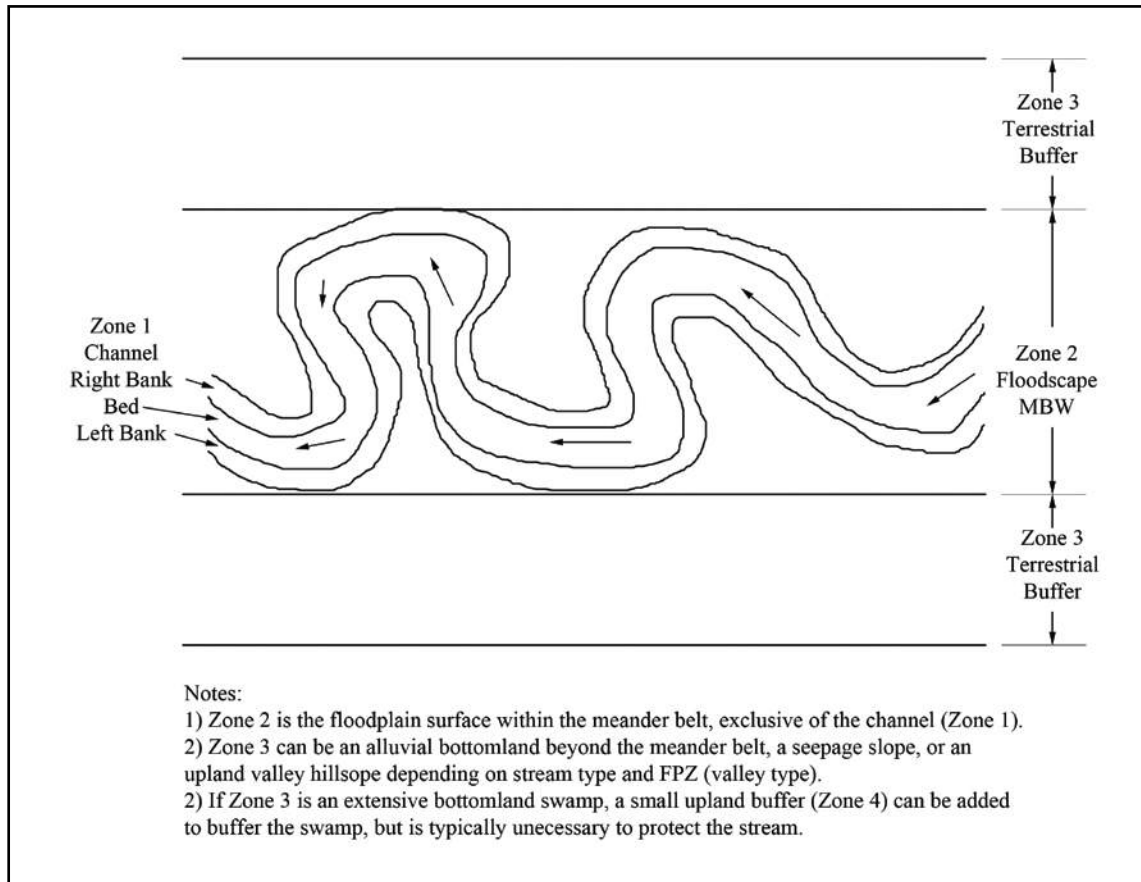 Zone 3
Terrestrial
Buffer
Zone 1
Channel
Right Bank
Bed
Left Bank
Zone 2
Floodscape
MBW
Zone 3
Terrestrial
Buffer
Notes:
1) Zone 2 is the floodplain surface within the meander belt, exclusive of the channel (Zone 1).
2) Zone 3 can be an alluvial bottomland beyond the meander belt, a seepage slope, or an
upland valley hillsope depending on stream type and FPZ (valley type).
2) If Zone 3 is an extensive bottomland swamp, a small upland buffer (Zone 4) can be added
to buffer the swamp, but is typically unecessary to protect the stream.